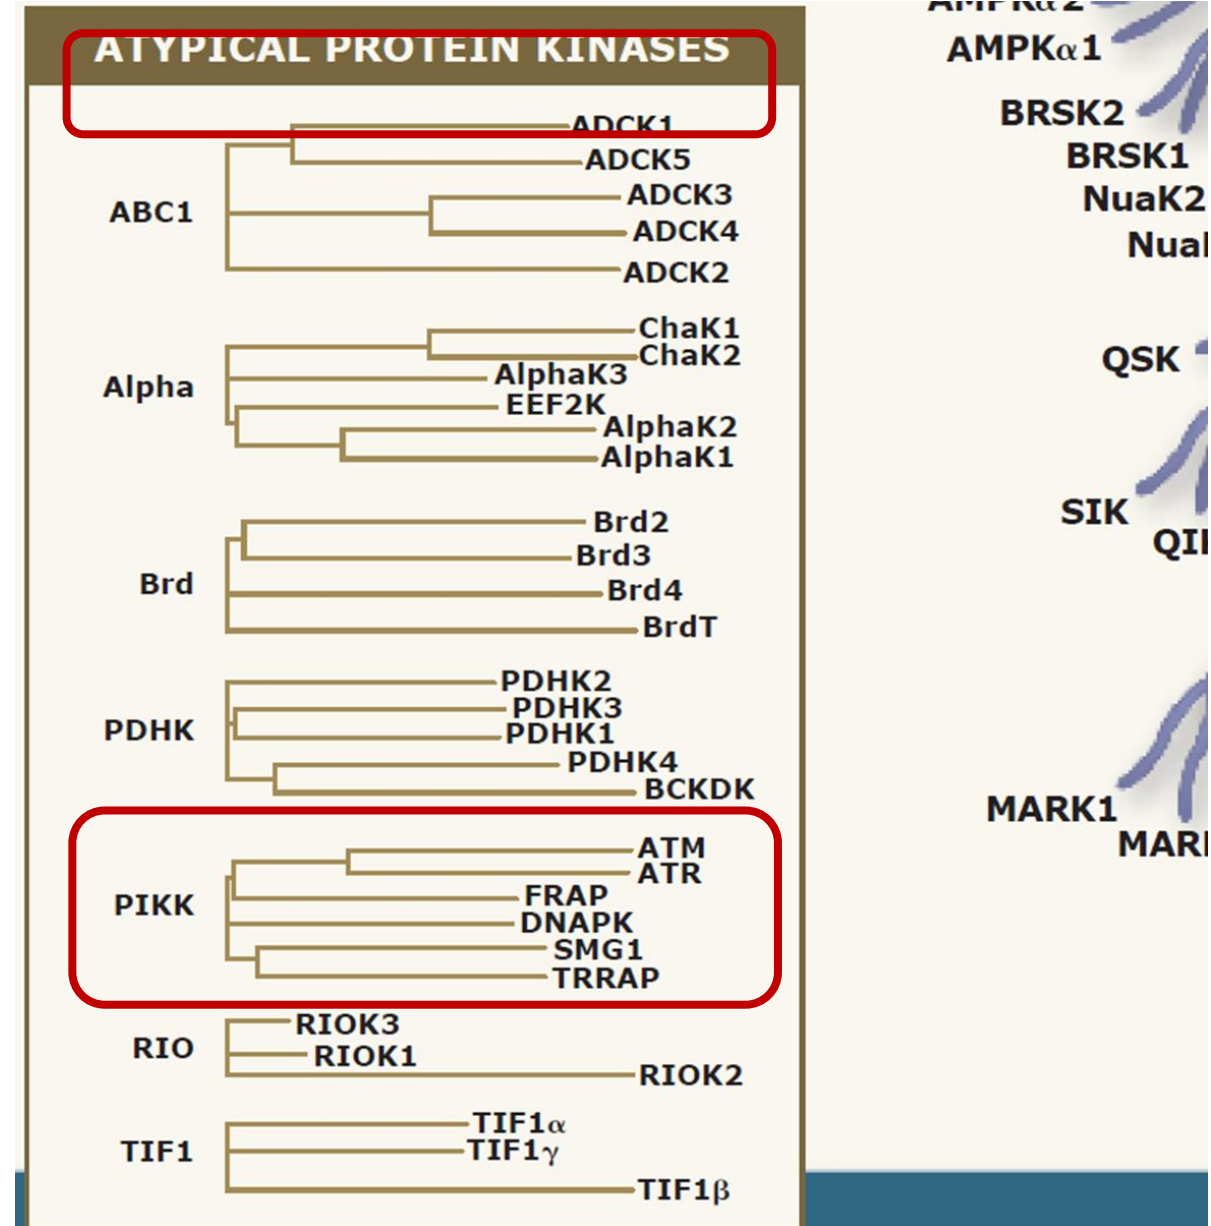 ATYPICAL PROTEIN KINASES
ABC1
ADCK1
ADCK5
ADCK3
ADCK4
ADCK2
Alpha
ChaK1
ChaK2
AlphaK3
EEF2K
AlphaK2
AlphaK1
Brd
Brd2
Brd3
Brd4
BrdT
PDHK
PDHK2
PDHK3
PDHK1
PDHK4
BCKDK
PIKK
ATM
ATR
FRAP
DNAPK
SMG1
TRRAP
RIO
RIOK3
RIOK1
RIOK2
TIF1
TIF1α
TIF1γ
TIF1β
AMPKα2
AMPKα1
BRSK2
BRSK1
NuaK2
QSK
SIK
MARK1